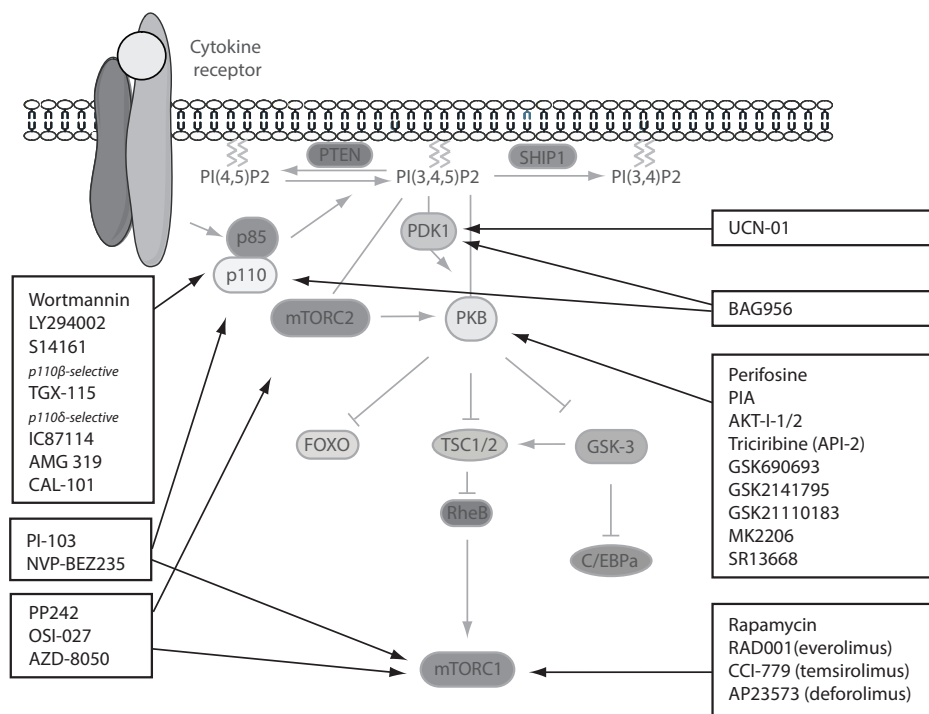 Cytokine
receptor
PTEN
SHIP1
PI(4,5)P2
PI(3,4,5)P2
PI(3,4)P2
p85
p110
PDK1
mTORC2
PKB
FOXO
TSC1/2
GSK-3
RheB
C/EBPa
mTORC1
Wortmannin
LY294002
S14161
p110β-selective
TGX-115
p110δ-selective
IC87114
AMG 319
CAL-101
PI-103
NVP-BEZ235
PP242
OSI-027
AZD-8050
UCN-01
BAG956
Perifosine
PIA
AKT-I-1/2
Triciribine (API-2)
GSK690693
GSK2141795
GSK21110183
MK2206
SR13668
Rapamycin
RAD001(everolimus)
CCI-779 (temsirolimus)
AP23573 (deforolimus)